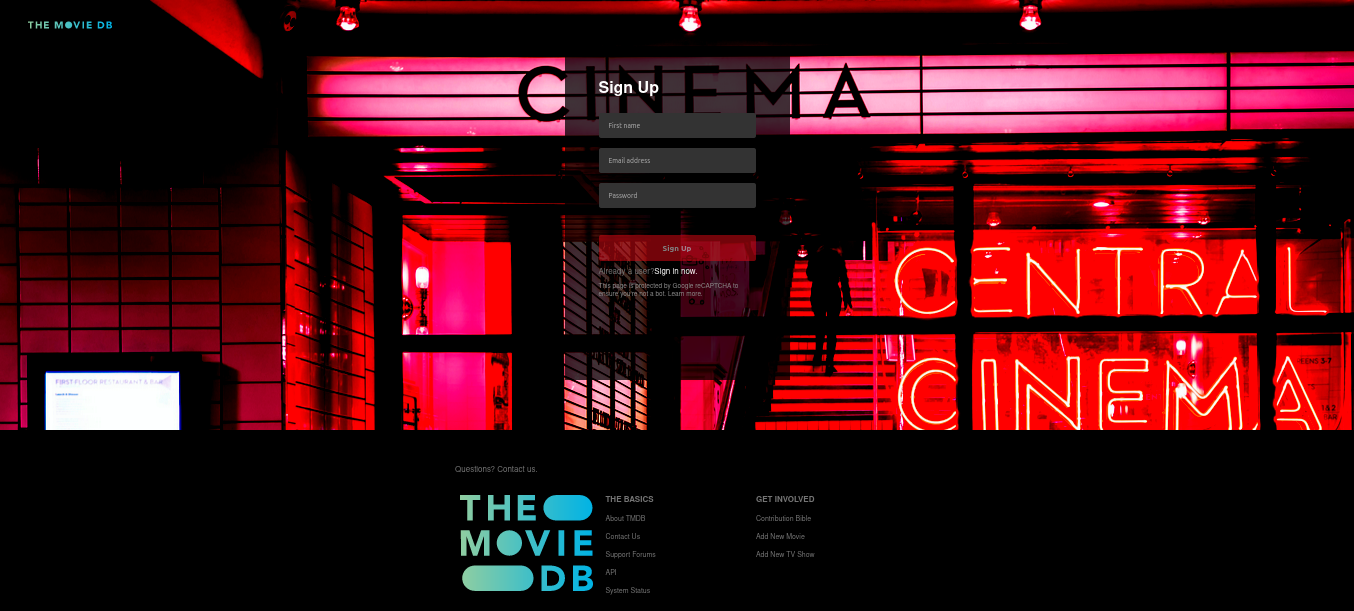 THE MOVIE DB
CINEMA
Sign Up
First name
Email address
Password
Sign Up
Already a user?Sign in now.
This page is protected by Google reCAPTCHA to
ensure you're not a bot. Learn more.
CENTRAL
CINEMA
FIRST FLOOR RESTAURANT & BAR
Questions? Contact us.
THE
MOVIE
DB
THE BASICS
About TMDB
Contact Us
Support Forums
API
System Status
GET INVOLVED
Contribution Bible
Add New Movie
Add New TV Show